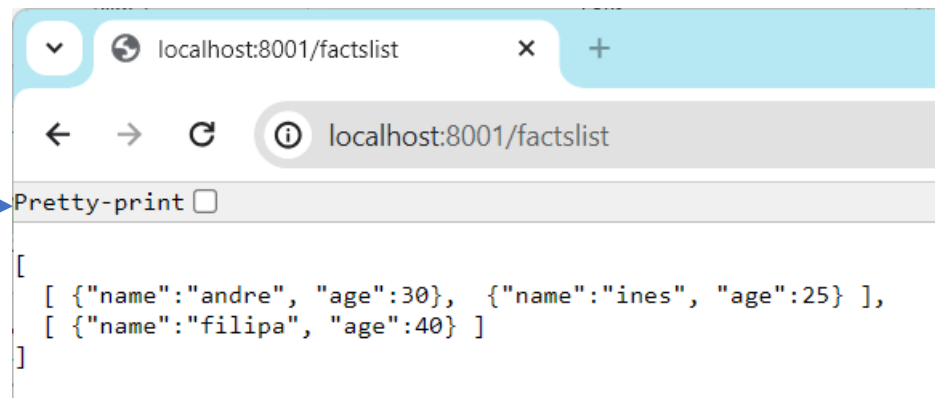 localhost:8001/factslist
localhost:8001/factslist
Pretty-print
[
  [ {"name":"andre", "age":30},  {"name":"ines", "age":25} ],
  [ {"name":"filipa", "age":40} ]
]